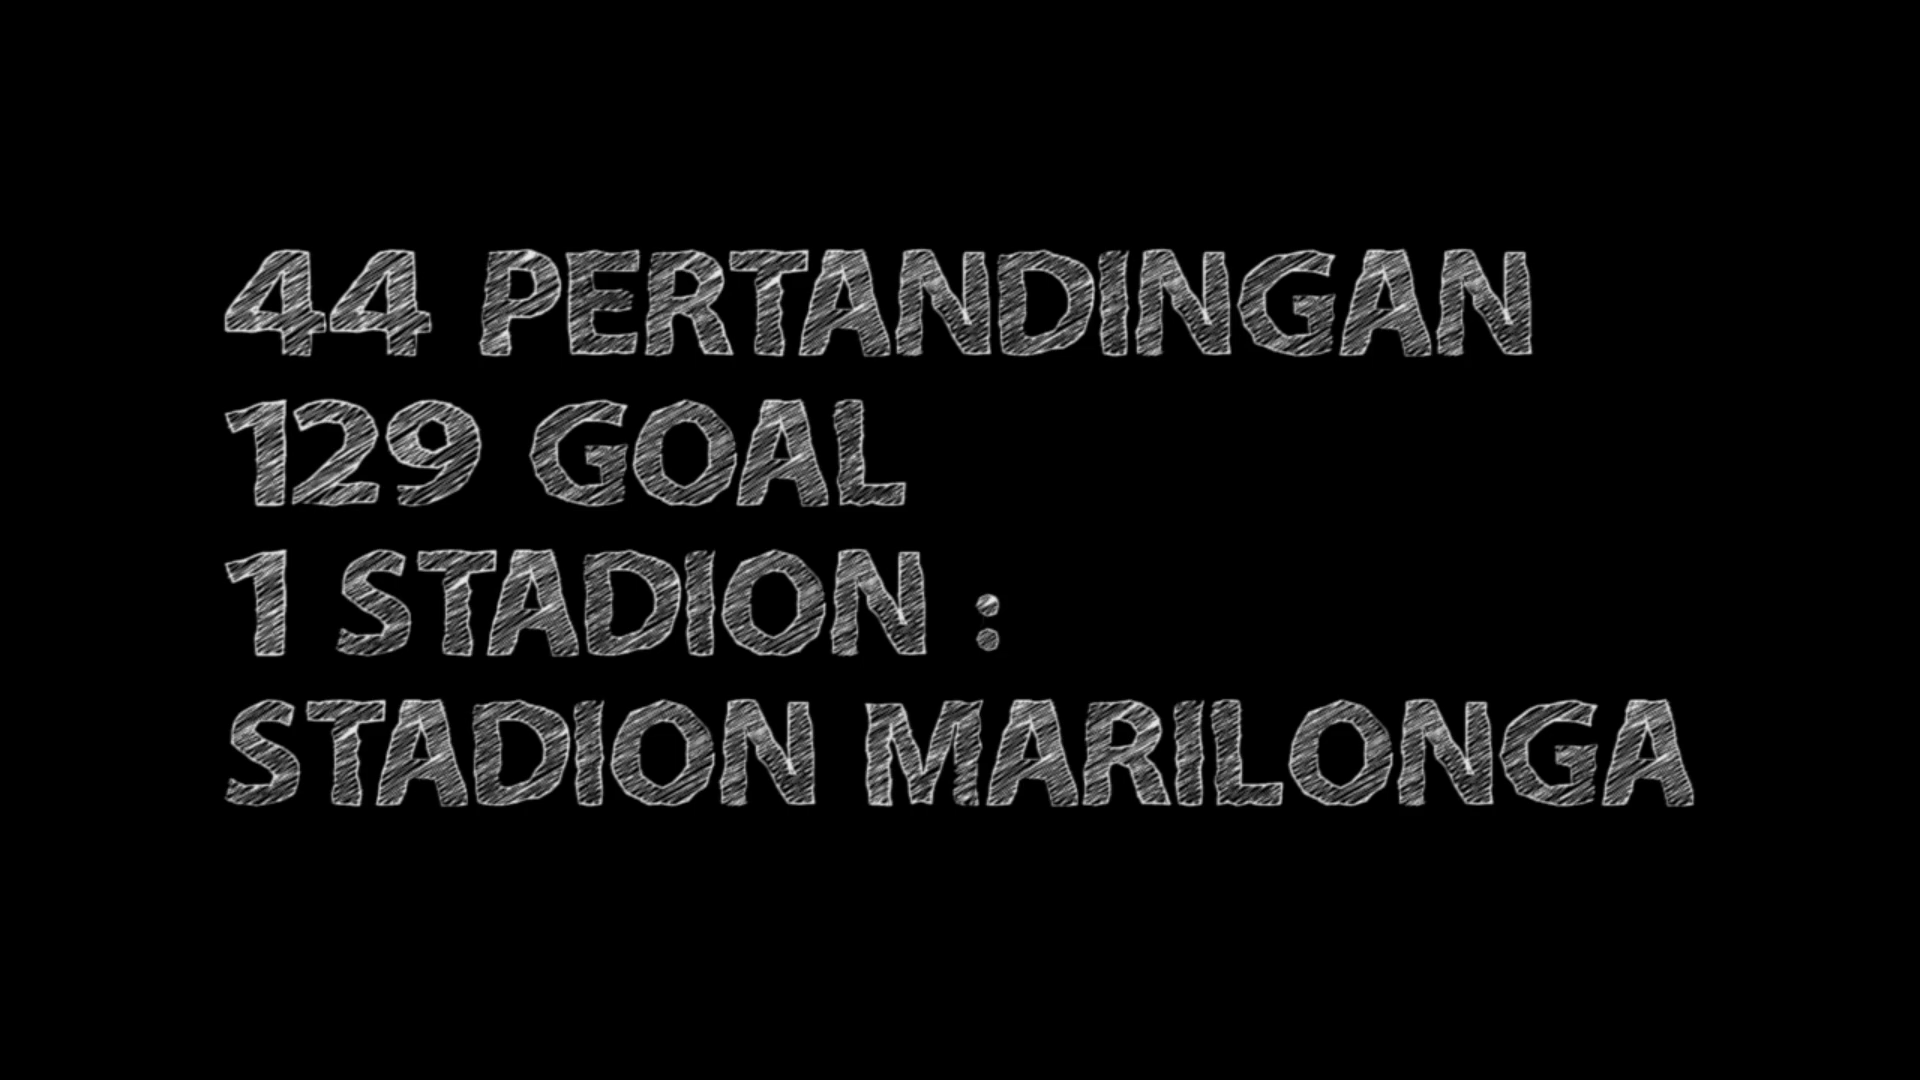 44 PERTANDINGAN
129 GOAL
1 STADION :
STADION MARILONGA